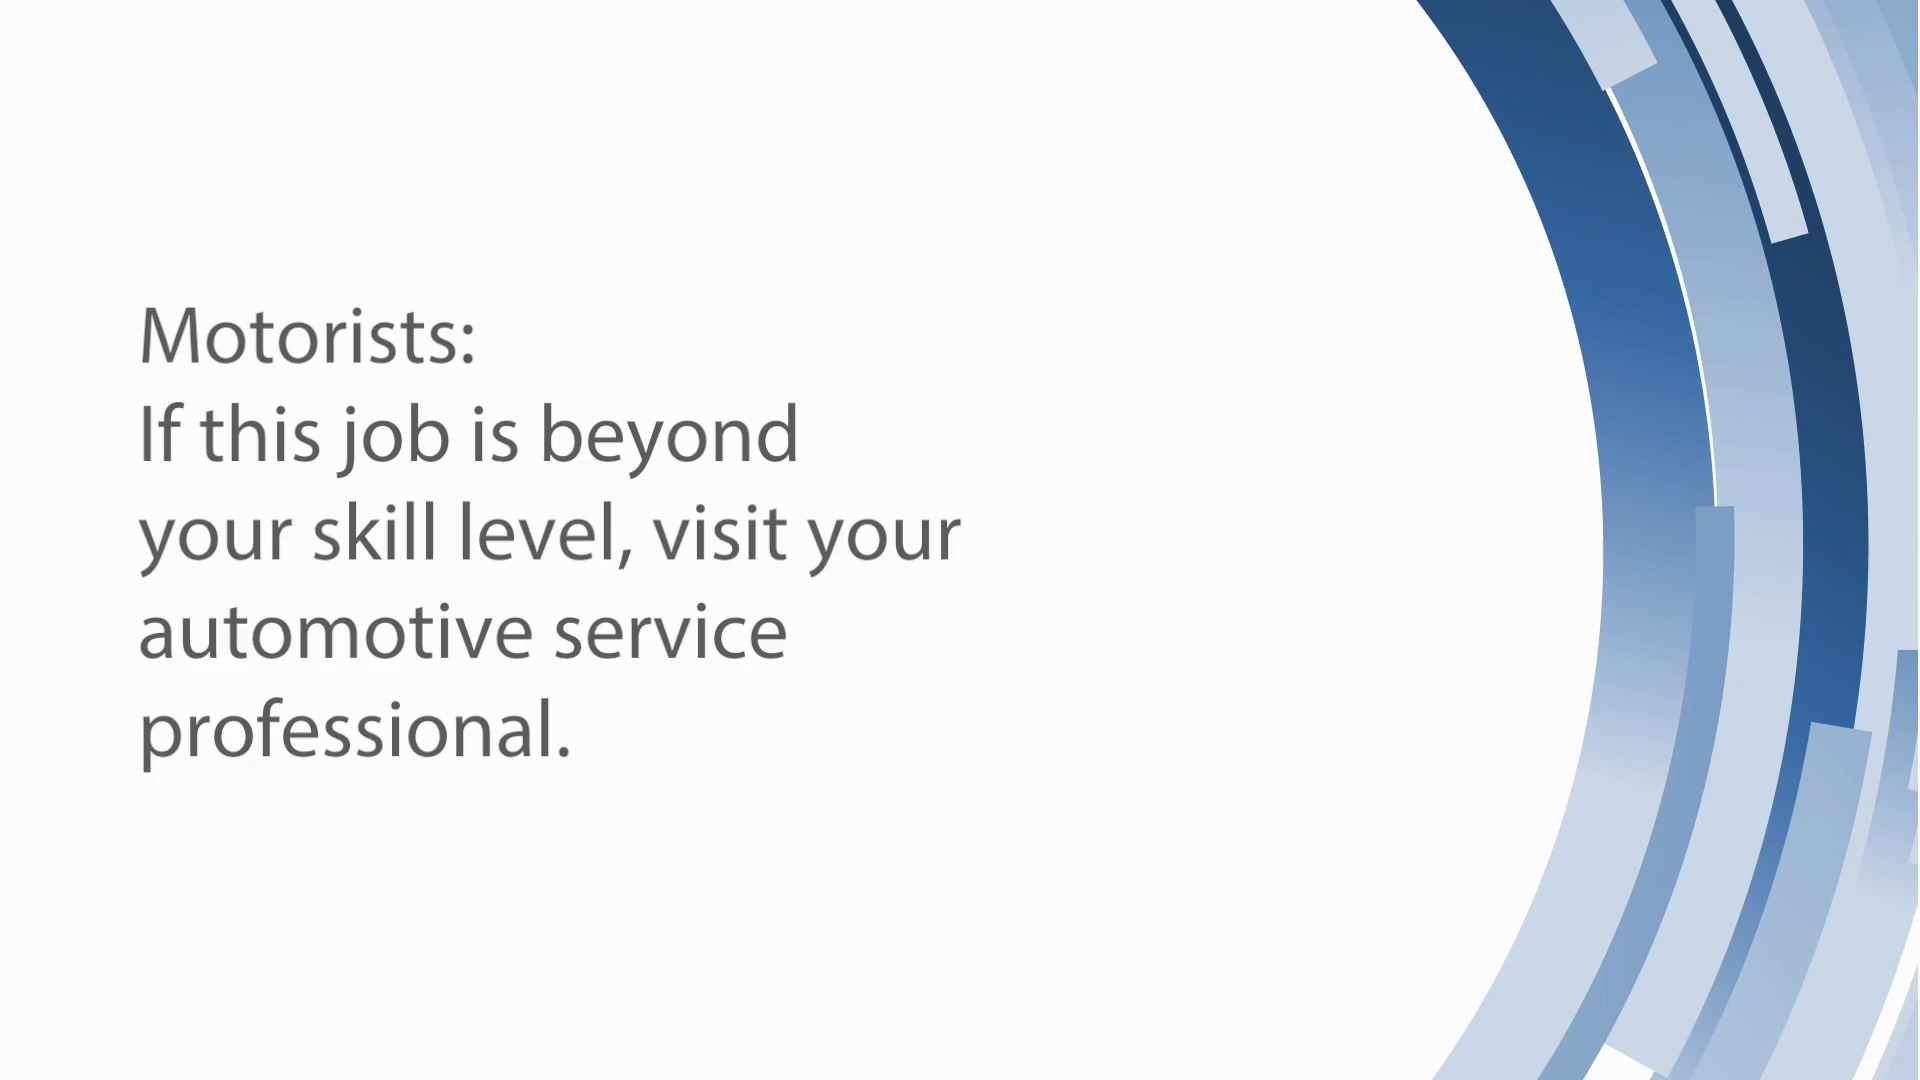 Motorists:
If this job is beyond
your skill level, visit your
automotive service
professional.